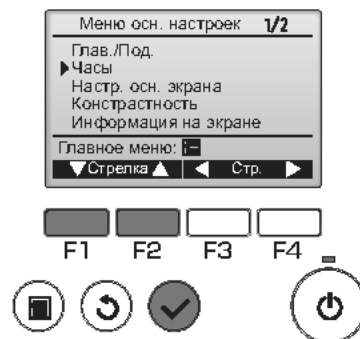 Меню осн. настроек 1/2
Глав./Под.
▶Часы
Настр. осн. экрана
Констрастность
Информация на экране
Главное меню:
▼Стрелка▲ ◀ Стр. ▶
F1 F2 F3 F4